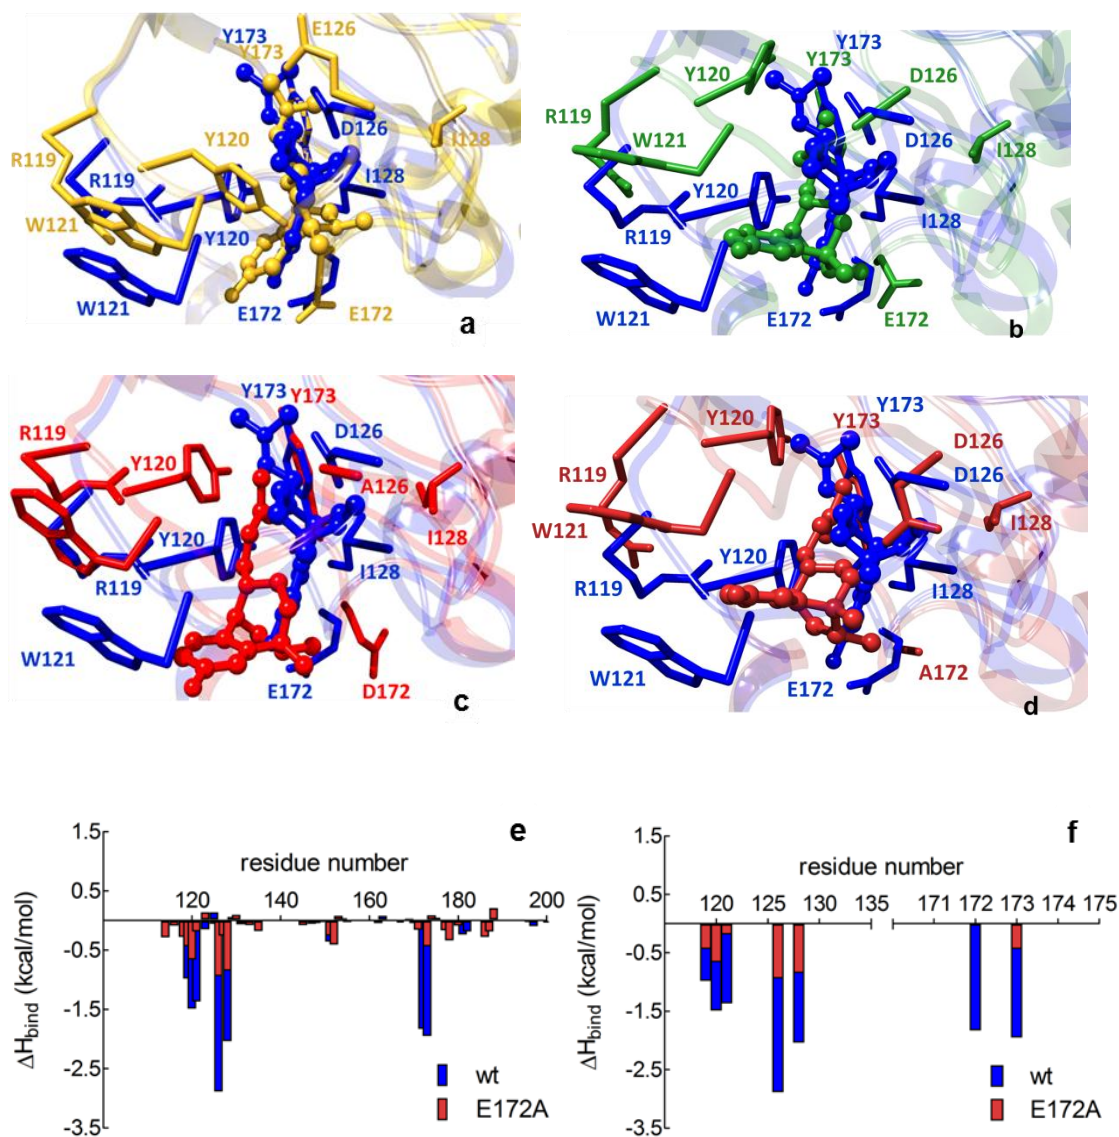 Y173 E126
Y173
D126
Y120
R119
R119
I128
W121
Y120
W121
E172
E172
a
Y173
Y173
Y120
D126
R119
W121
D126
I128
Y120
R119
I128
W121
E172
E172
b
Y173 Y173
R119
D126
Y120
A126
Y120
I128
R119
I128
W121
E172
D172
c
Y173
Y120
Y173
D126
R119
D126
W121
I128
Y120
R119
I128
W121
E172
A172
d
e
1.5
residue number
0.5
120 140 160 180 200
-0.5
-1.5
-2.5
-3.5
ΔHbind (kcal/mol)
wt
E172A
f
1.5
residue number
0.5
120 125 130 135 171 172 173 174 175
-0.5
-1.5
-2.5
-3.5
ΔHbind (kcal/mol)
wt
E172A